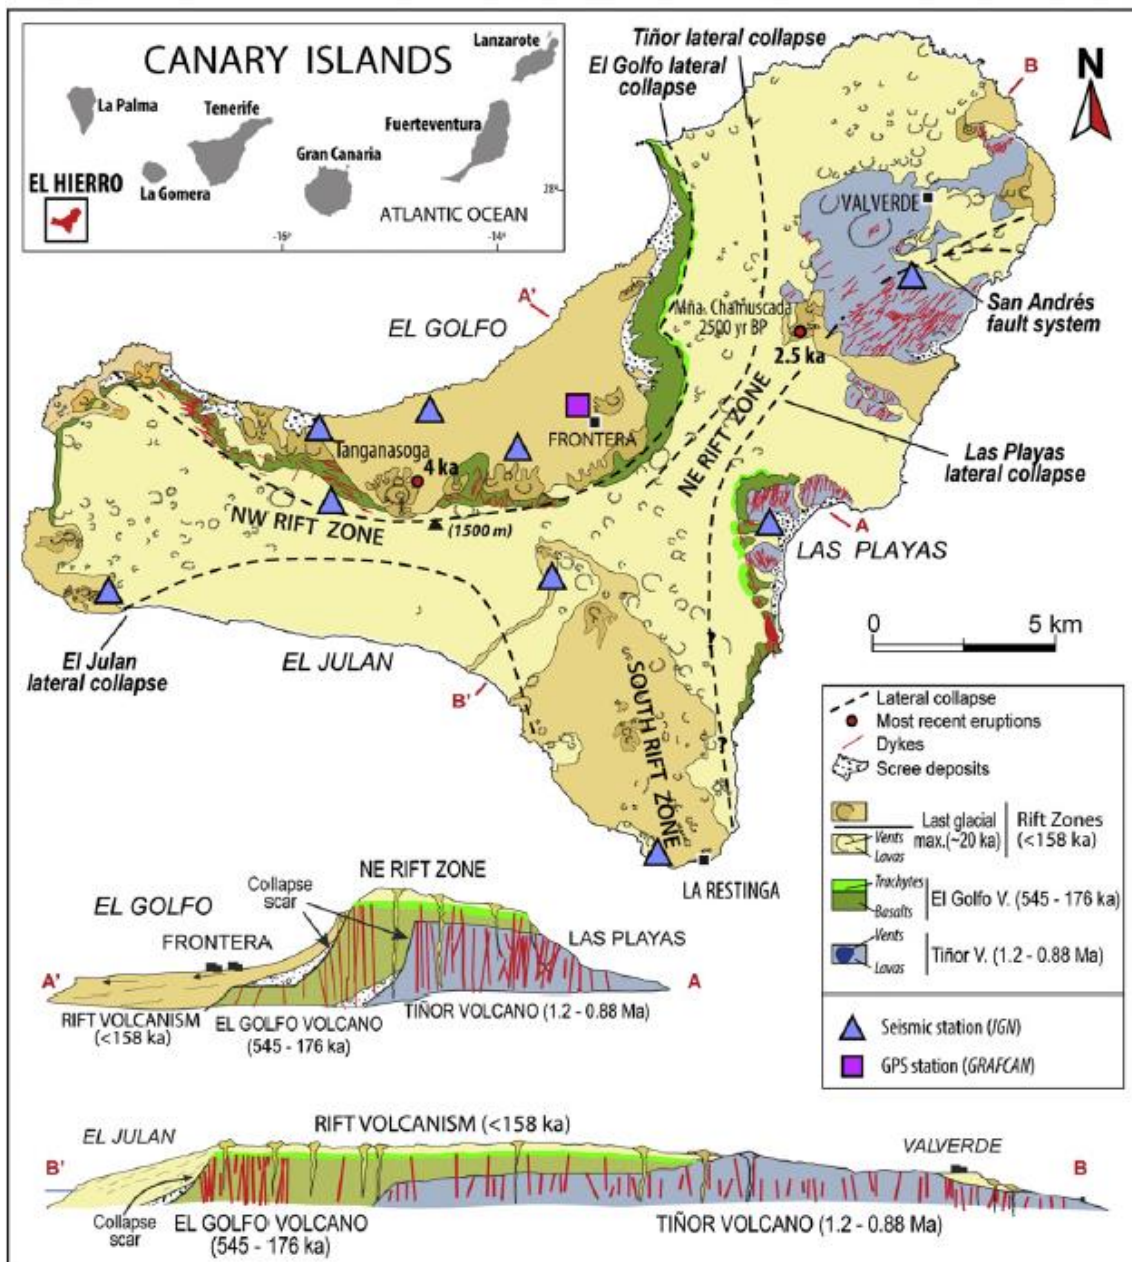 CANARY ISLANDS
Lanzarote
La Palma
Tenerife
Fuerteventura
Gran Canaria
La Gomera
EL HIERRO
28º
ATLANTIC OCEAN
-16º
-14º
Tiñor lateral collapse
El Golfo lateral
collapse
B
N
VALVERDE
A'
EL GOLFO
Mña. Chamuscada
2500 yr BP
2.5 ka
San Andrés
fault system
FRONTERA
Tanganasoga
4 ka
NE RIFT ZONE
Las Playas
lateral collapse
NW RIFT ZONE
(1500 m)
A
LAS PLAYAS
0
5 km
El Julan
lateral collapse
EL JULAN
B'
SOUTH RIFT ZONE
?
?
LA RESTINGA
Lateral collapse
Most recent eruptions
Dykes
Scree deposits
Last glacial
max.(~20 ka)
Vents
Lavas
Rift Zones
(<158 ka)
Trachytes
Basalts
El Golfo V. (545 - 176 ka)
Vents
Lavas
Tiñor V. (1.2 - 0.88 Ma)
Seismic station (IGN)
GPS station (GRAFCAN)
NE RIFT ZONE
EL GOLFO
Collapse
scar
FRONTERA
LAS PLAYAS
A'
A
RIFT VOLCANISM
(<158 ka)
EL GOLFO VOLCANO
(545 - 176 ka)
TIÑOR VOLCANO (1.2 - 0.88 Ma)
RIFT VOLCANISM (<158 ka)
EL JULAN
VALVERDE
B'
B
Collapse
scar
EL GOLFO VOLCANO
(545 - 176 ka)
TIÑOR VOLCANO (1.2 - 0.88 Ma)